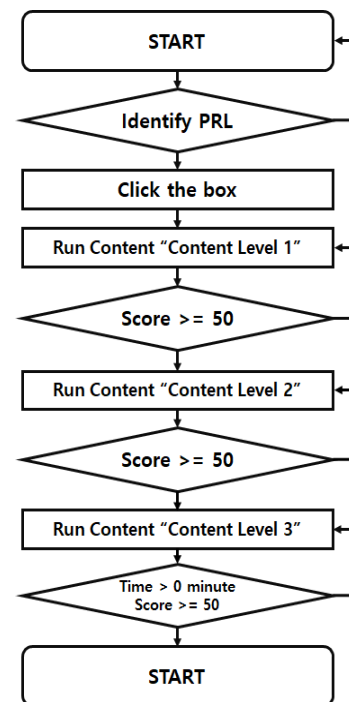 START
Identify PRL
Click the box
Run Content “Content Level 1”
Score >= 50
Run Content “Content Level 2”
Score >= 50
Run Content “Content Level 3”
Time > 0 minute
Score >= 50
START